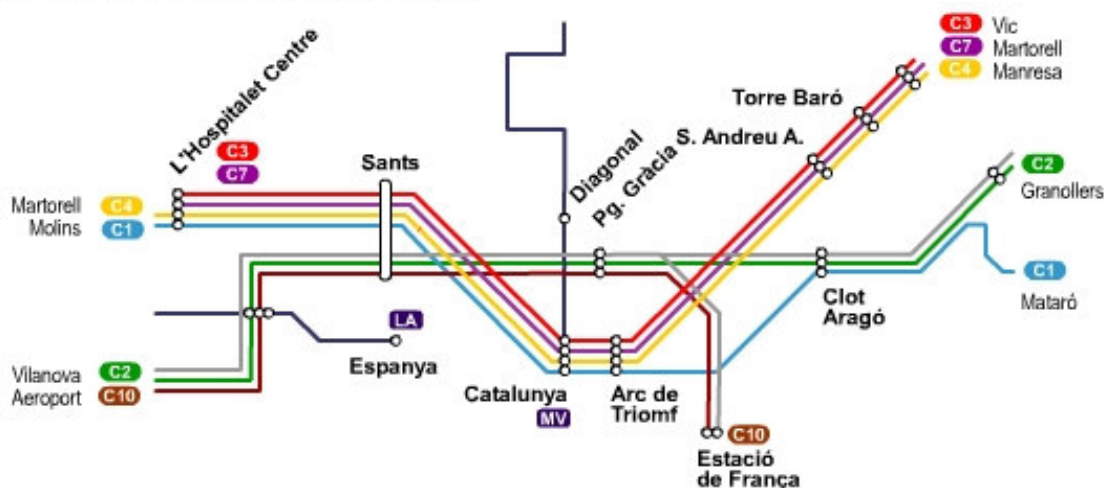 C3 Vic
C7 Martorell
C4 Manresa
L'Hospitalet Centre
C3
C7
Sants
Diagonal
Pg. Gràcia
Torre Baró
S. Andreu A.
C2
Granollers
Martorell C4
Molins C1
C1
Mataró
Clot
Aragó
LA
Espanya
Vilanova C2
Aeroport C10
Catalunya
MV
Arc de
Triomf
C10
Estació
de França